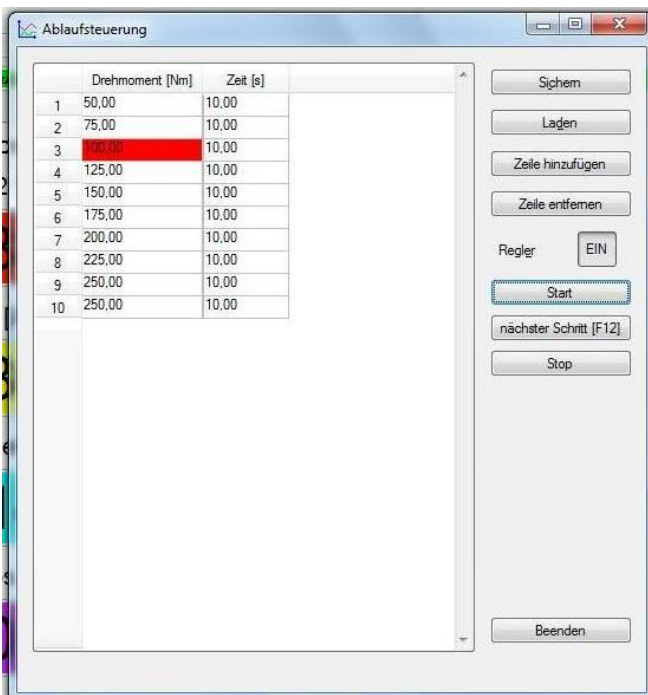 Ablaufsteuerung
Drehmoment [Nm] Zeit [s]
1 50,00 10,00
2 75,00 10,00
3 100,00 10,00
4 125,00 10,00
5 150,00 10,00
6 175,00 10,00
7 200,00 10,00
8 225,00 10,00
9 250,00 10,00
10 250,00 10,00
Sichern
Laden
Zeile hinzufügen
Zeile entfernen
Regler EIN
Start
nächster Schritt [F12]
Stop
Beenden